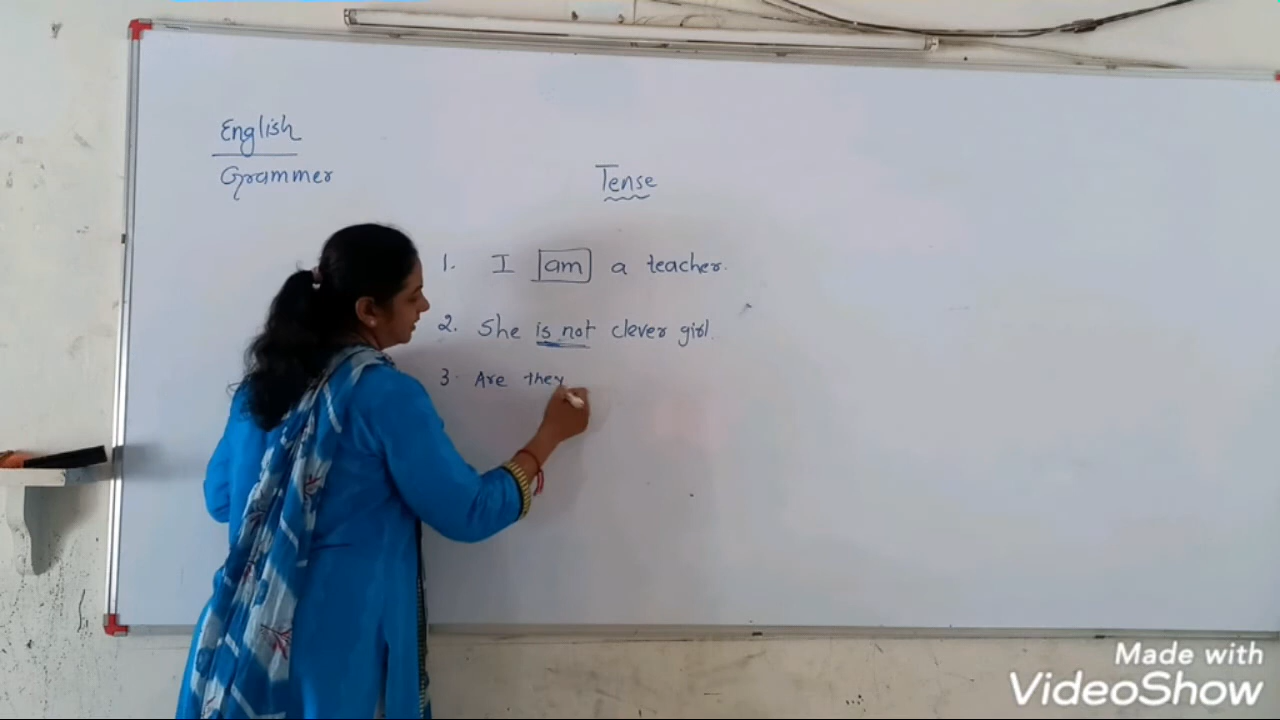 English
Grammer
Tense
1. I am a teacher.
2. She is not clever girl.
3. Are they
Made with
VideoShow